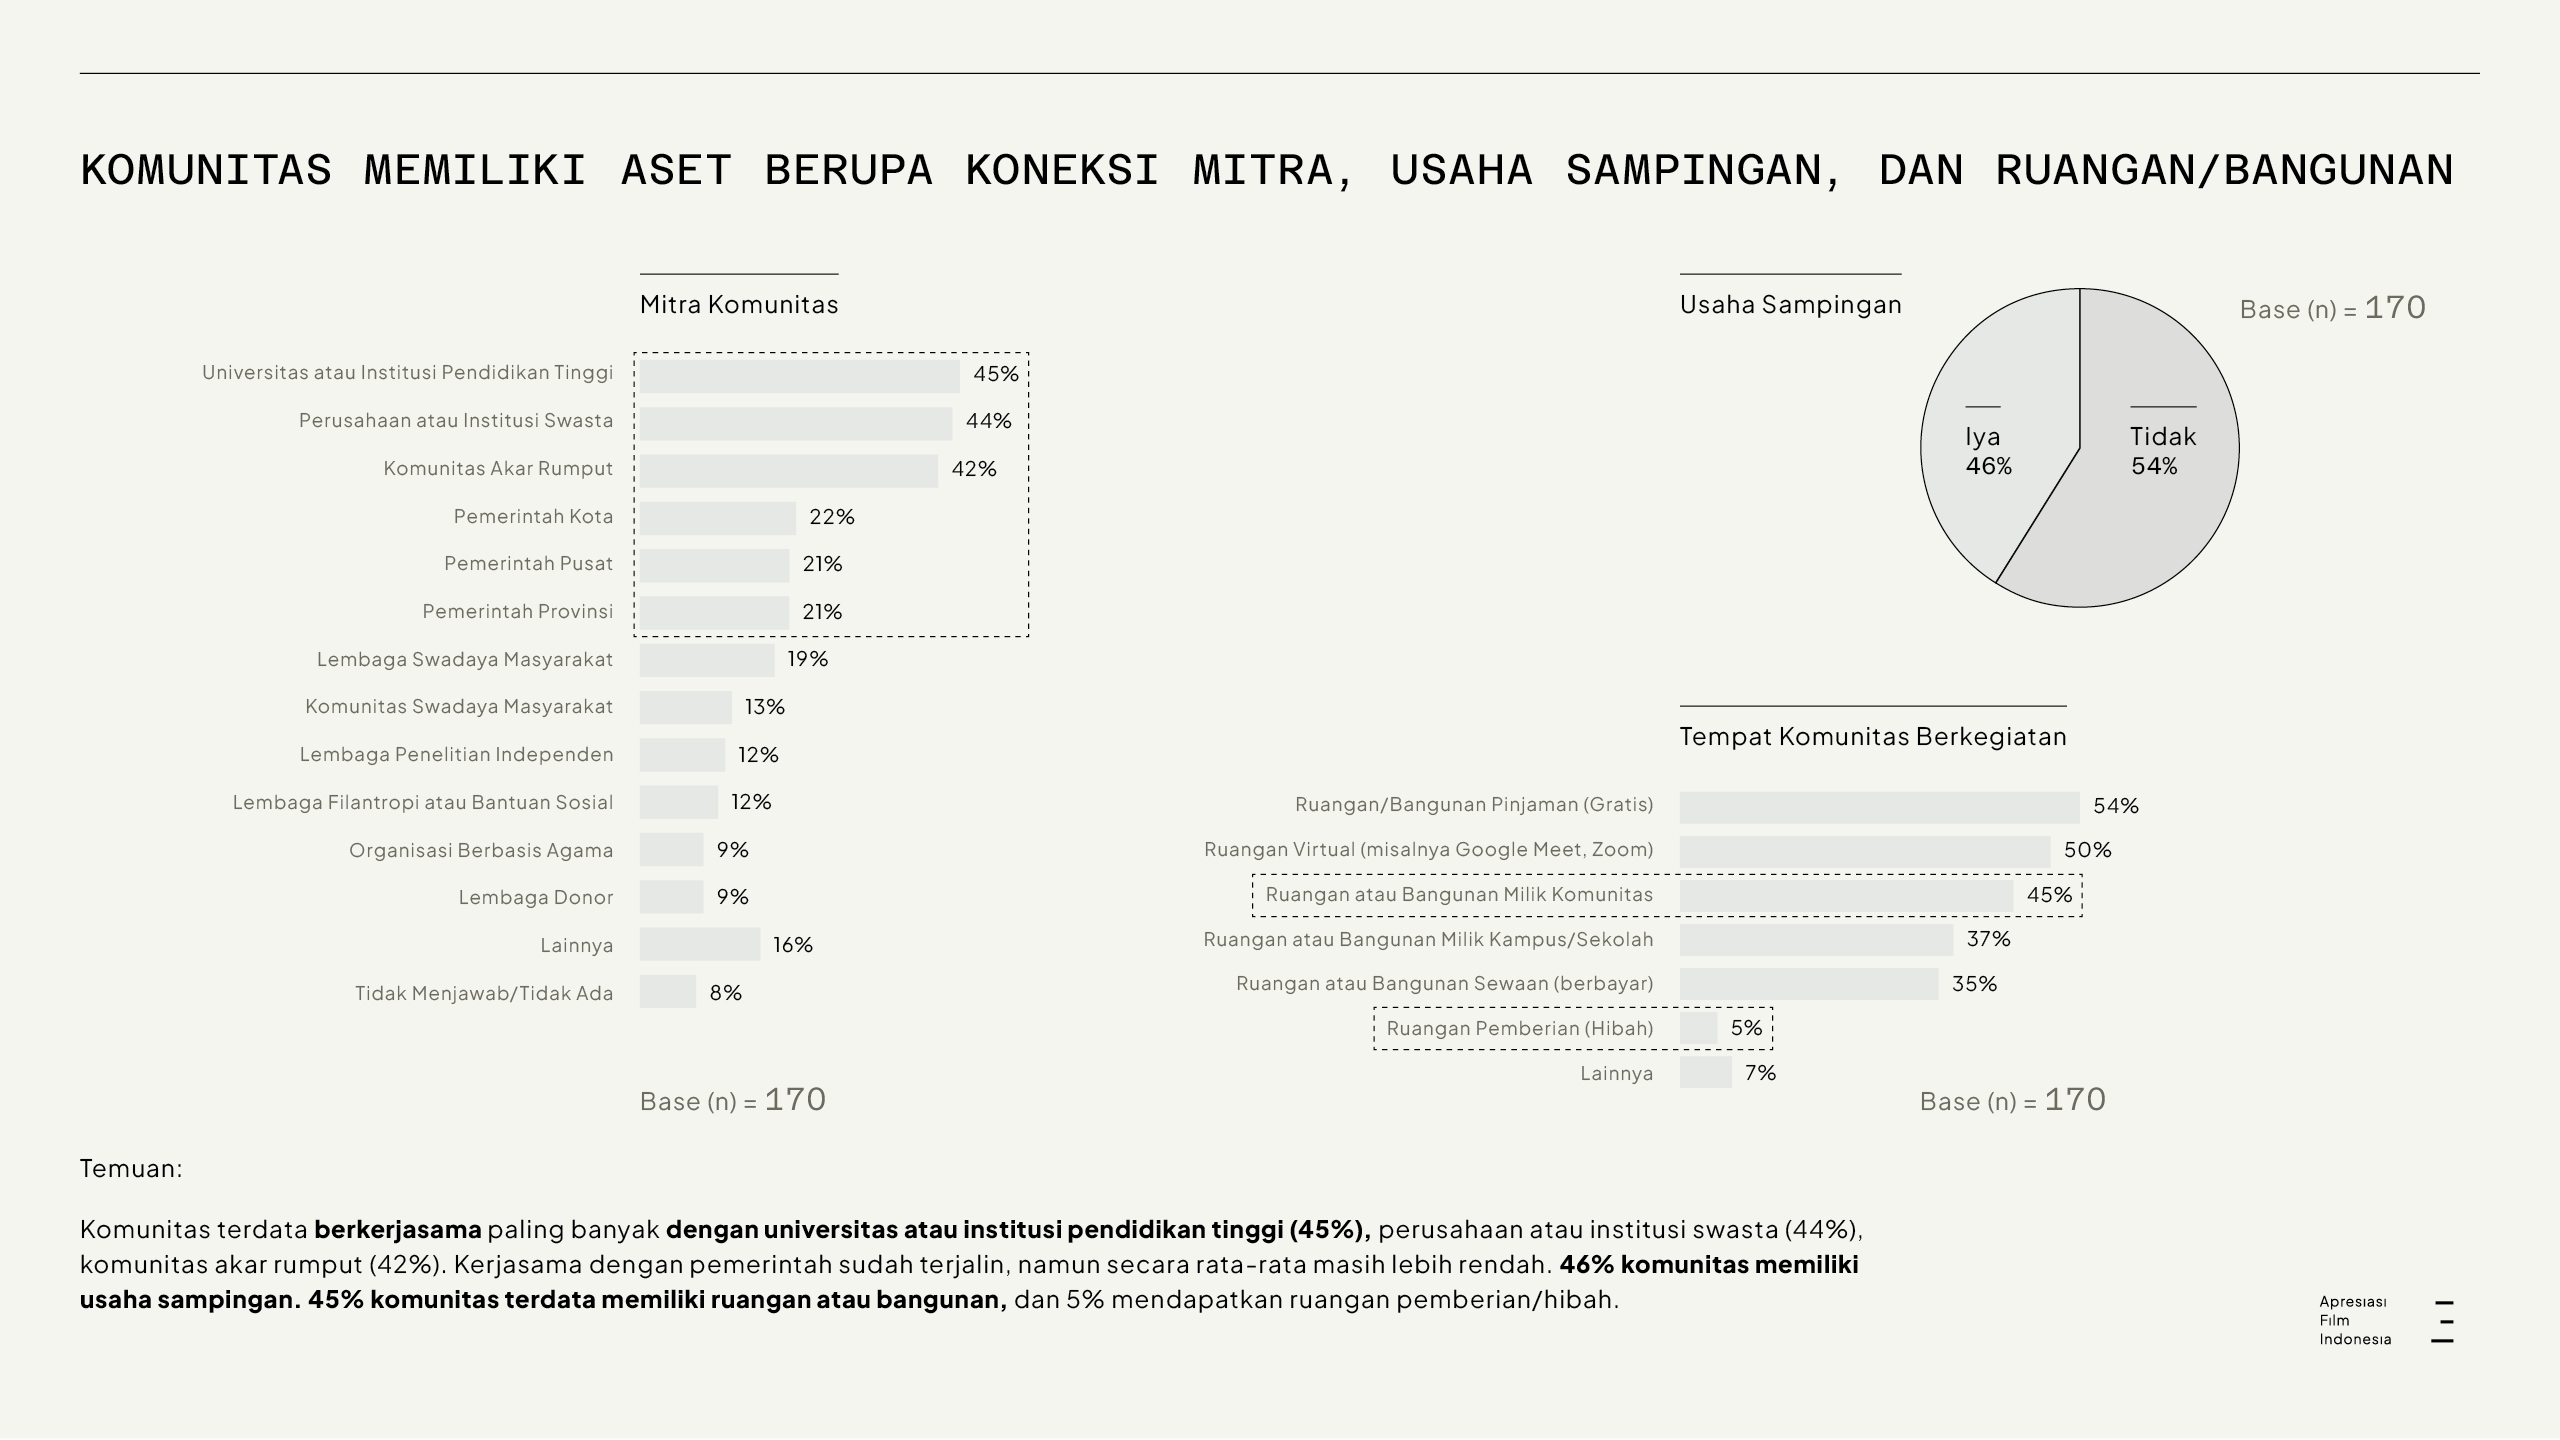 KOMUNITAS MEMILIKI ASET BERUPA KONEKSI MITRA, USAHA SAMPINGAN, DAN RUANGAN/BANGUNAN
Mitra Komunitas
Universitas atau Institusi Pendidikan Tinggi 45%
Perusahaan atau Institusi Swasta 44%
Komunitas Akar Rumput 42%
Pemerintah Kota 22%
Pemerintah Pusat 21%
Pemerintah Provinsi 21%
Lembaga Swadaya Masyarakat 19%
Komunitas Swadaya Masyarakat 13%
Lembaga Penelitian Independen 12%
Lembaga Filantropi atau Bantuan Sosial 12%
Organisasi Berbasis Agama 9%
Lembaga Donor 9%
Lainnya 16%
Tidak Menjawab/Tidak Ada 8%
Base (n) = 170
Usaha Sampingan
Base (n) = 170
Iya
46%
Tidak
54%
Tempat Komunitas Berkegiatan
Ruangan/Bangunan Pinjaman (Gratis) 54%
Ruangan Virtual (misalnya Google Meet, Zoom) 50%
Ruangan atau Bangunan Milik Komunitas 45%
Ruangan atau Bangunan Milik Kampus/Sekolah 37%
Ruangan atau Bangunan Sewaan (berbayar) 35%
Ruangan Pemberian (Hibah) 5%
Lainnya 7%
Base (n) = 170
Temuan:
Komunitas terdata berkerjasama paling banyak dengan universitas atau institusi pendidikan tinggi (45%), perusahaan atau institusi swasta (44%),
komunitas akar rumput (42%). Kerjasama dengan pemerintah sudah terjalin, namun secara rata-rata masih lebih rendah. 46% komunitas memiliki
usaha sampingan. 45% komunitas terdata memiliki ruangan atau bangunan, dan 5% mendapatkan ruangan pemberian/hibah.
Apresiasi
Film
Indonesia